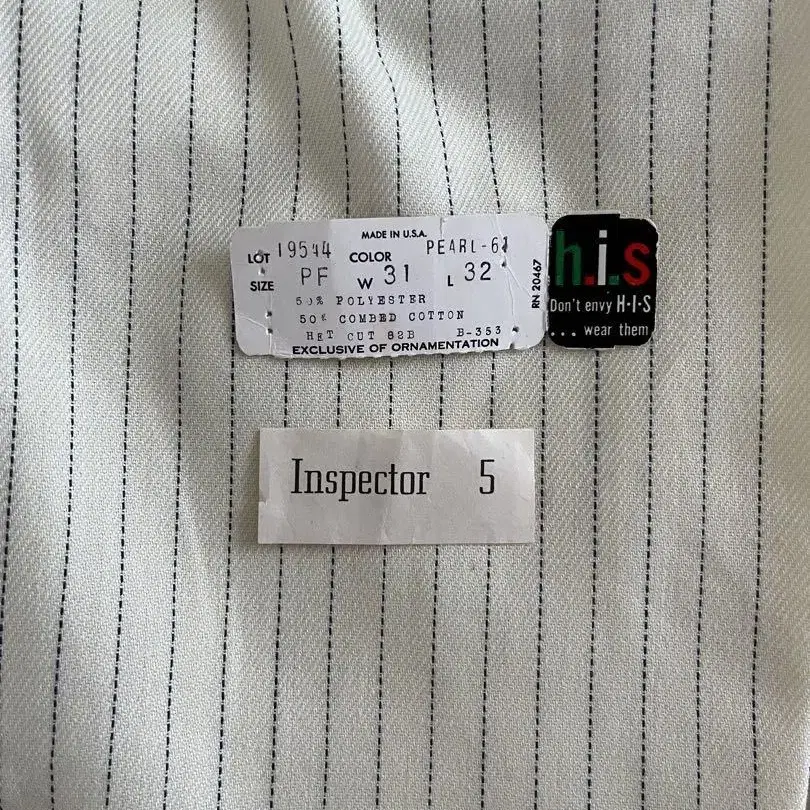 MADE IN U.S.A.
LOT 19544 COLOR PEARL-61
SIZE PF W 31 L 32
50% POLYESTER
50% COMBED COTTON
HET CUT 82B B-353
EXCLUSIVE OF ORNAMENTATION
RN 20467
h.i.s
Don't envy H·I·S
... wear them
Inspector 5